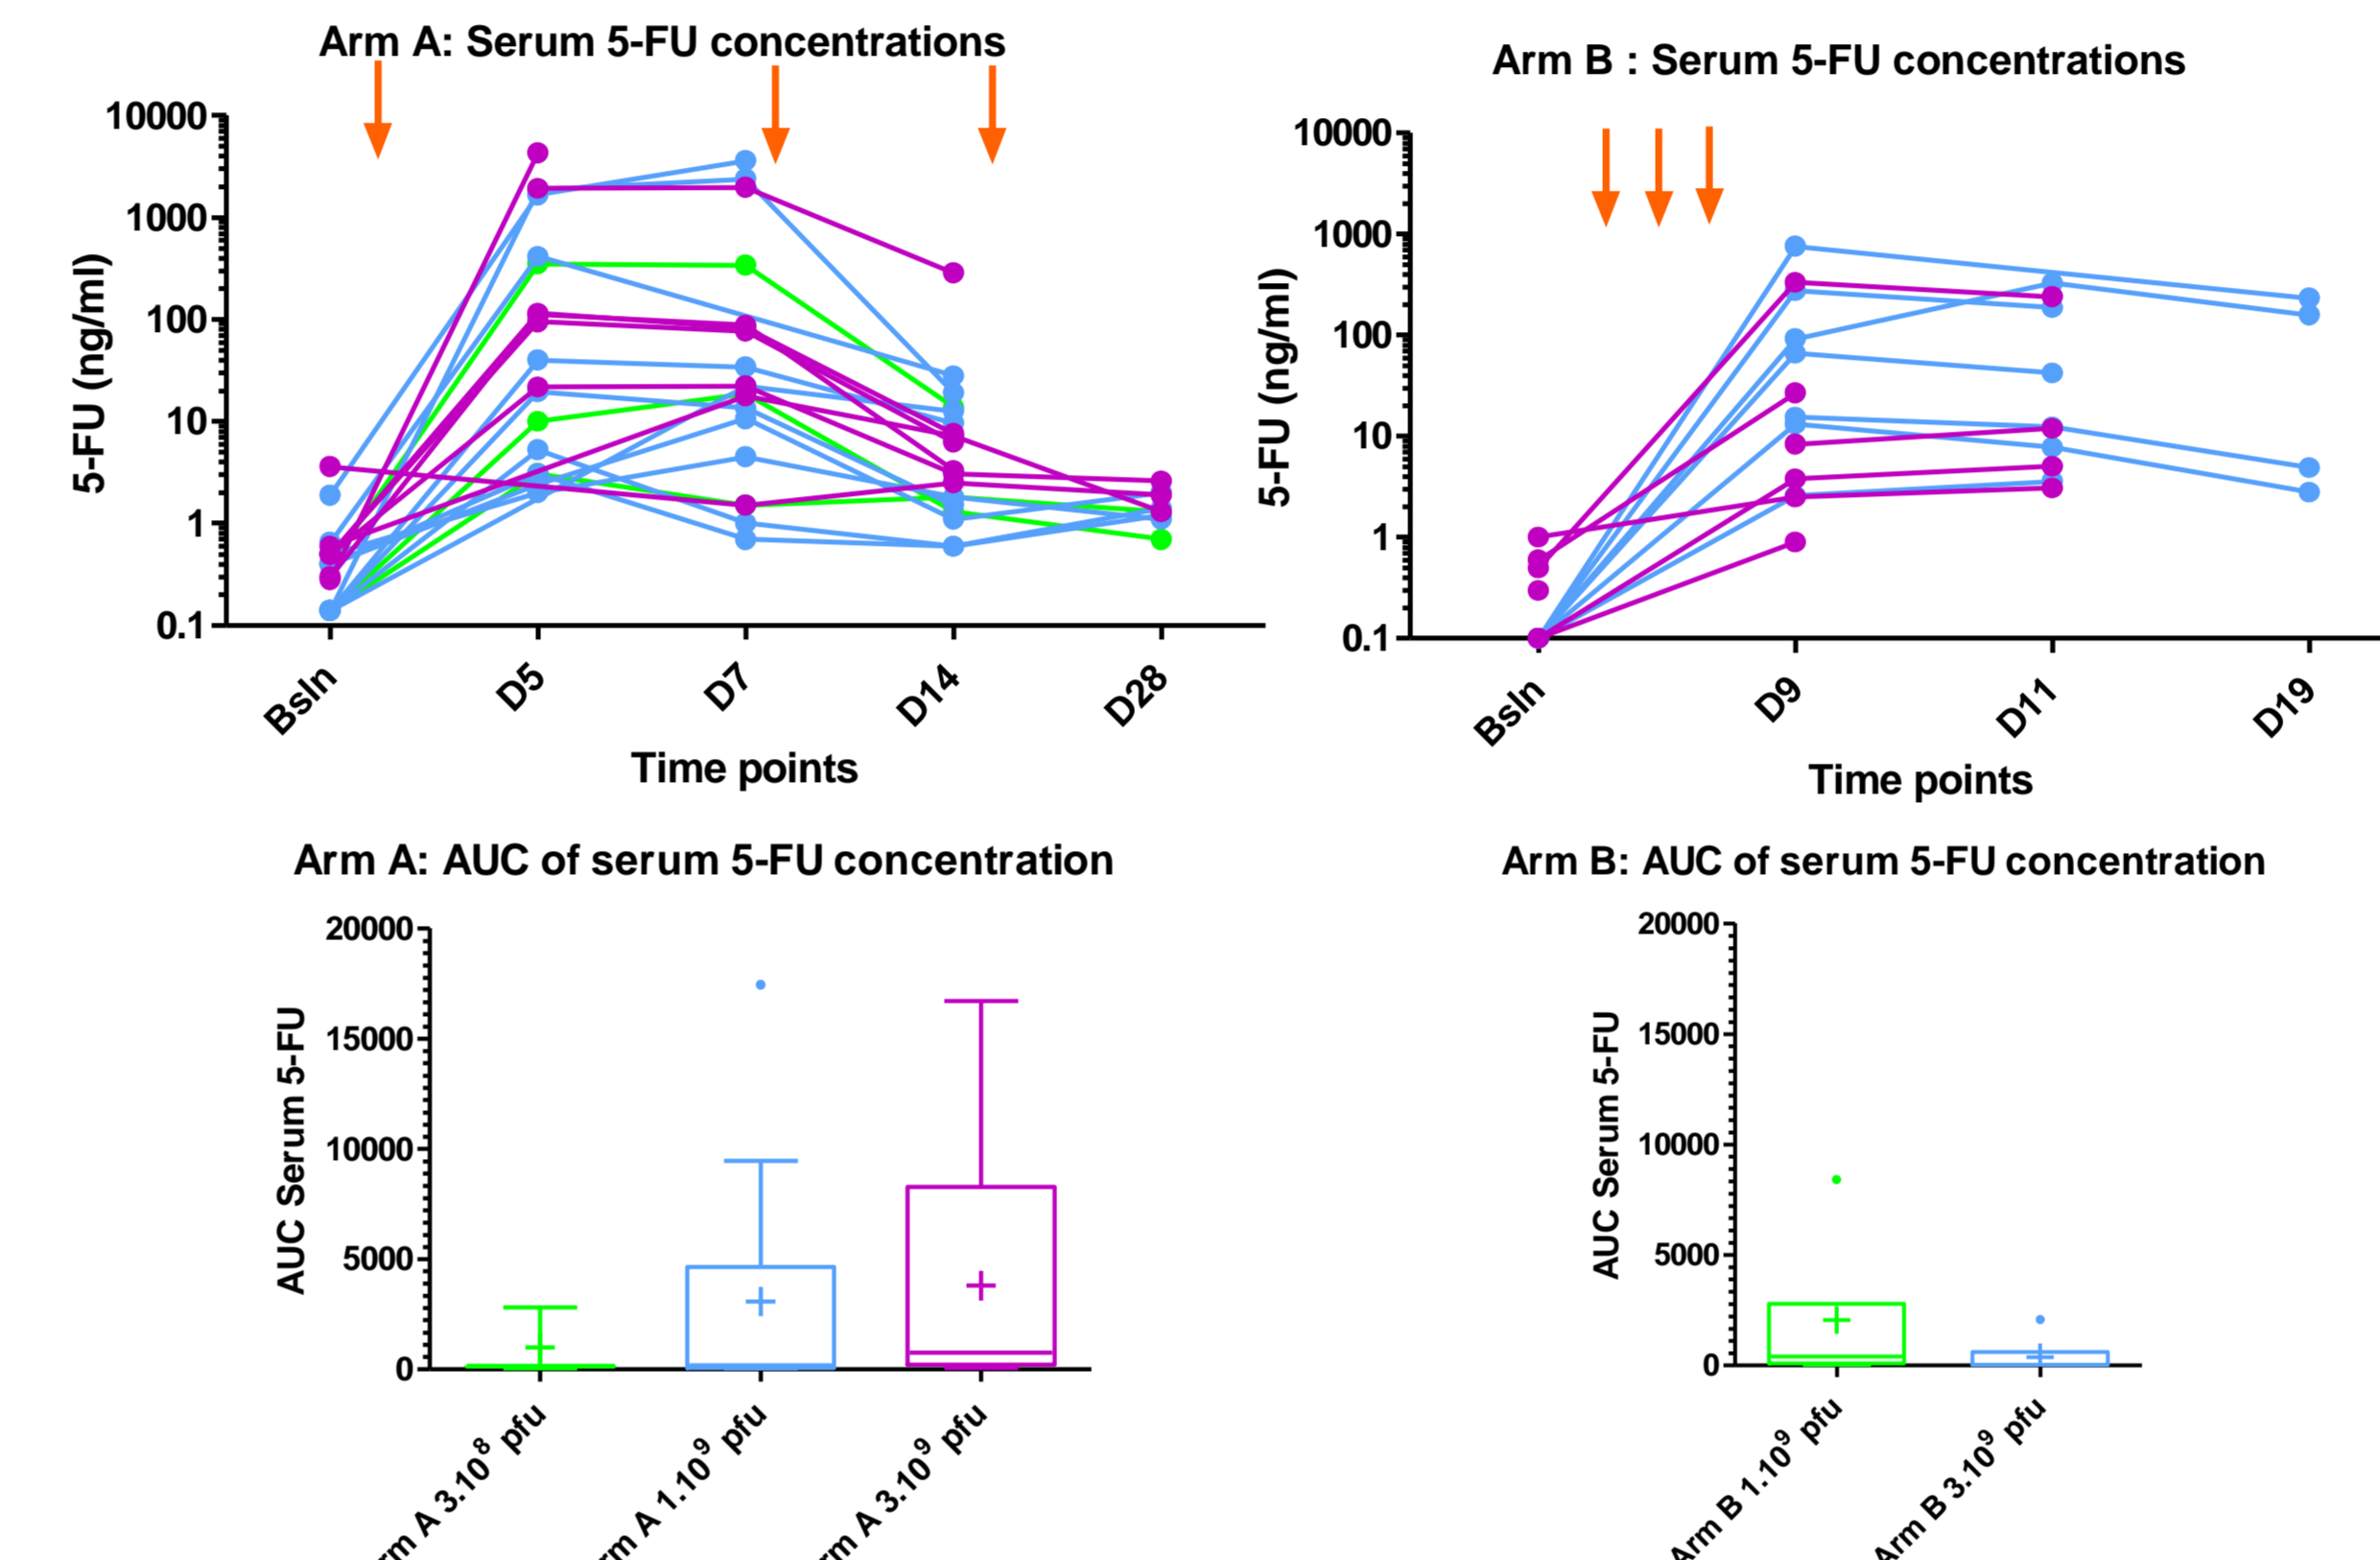 Arm A: Serum 5-FU concentrations
10000
1000
100
10
1
0.1
5-FU (ng/ml)
Bsln D5 D7 D14 D28
Time points
Arm B : Serum 5-FU concentrations
10000
1000
100
10
1
0.1
5-FU (ng/ml)
Bsln D9 D11 D19
Time points
Arm A: AUC of serum 5-FU concentration
20000
15000
10000
5000
0
AUC Serum 5-FU
rm A 3.10⁸ pfu
rm A 1.10⁹ pfu
rm A 3.10⁹ pfu
Arm B: AUC of serum 5-FU concentration
20000
15000
10000
5000
0
AUC Serum 5-FU
Arm B 1.10⁹ pfu
Arm B 3.10⁹ pfu